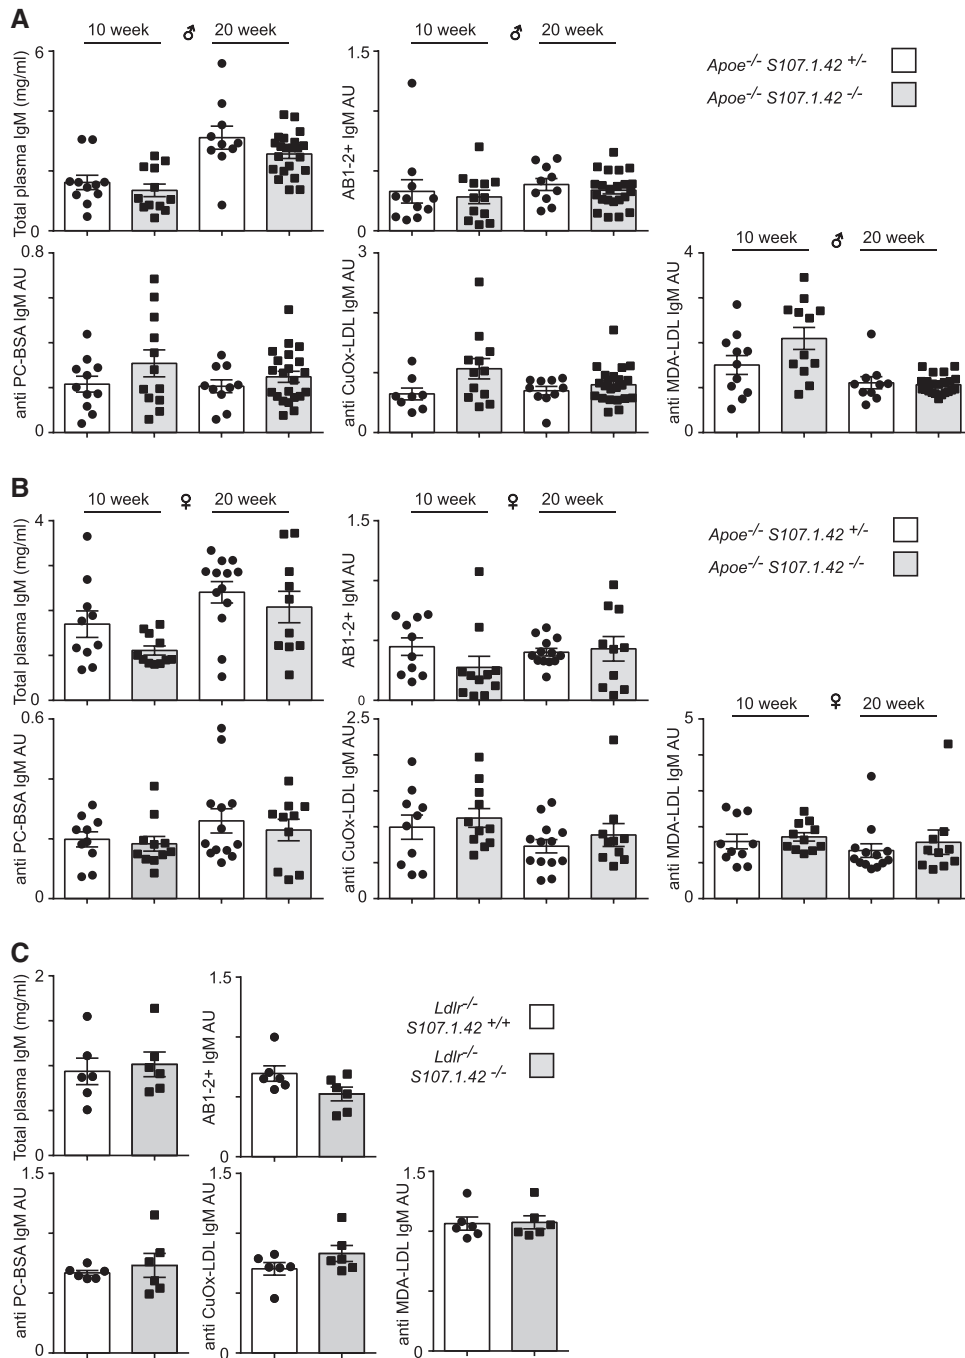 A
10 week ♂ 20 week
6
0
Total plasma IgM (mg/ml)
10 week ♂ 20 week
1.5
0
AB1-2+ IgM AU
Apoe-/- S107.1.42 +/-
Apoe-/- S107.1.42 -/-
0.8
0
anti PC-BSA IgM AU
3
0
anti CuOx-LDL IgM AU
10 week ♂ 20 week
4
0
anti MDA-LDL IgM AU
B
10 week ♀ 20 week
4
0
Total plasma IgM (mg/ml)
10 week ♀ 20 week
1.5
0
AB1-2+ IgM AU
Apoe-/- S107.1.42 +/-
Apoe-/- S107.1.42 -/-
0.6
0
anti PC-BSA IgM AU
2.5
0
anti CuOx-LDL IgM AU
10 week ♀ 20 week
5
0
anti MDA-LDL IgM AU
C
2
0
Total plasma IgM (mg/ml)
1.5
0
AB1-2+ IgM AU
Ldlr-/-
S107.1.42 +/+
Ldlr-/-
S107.1.42 -/-
1.5
0
anti PC-BSA IgM AU
1.5
0
anti CuOx-LDL IgM AU
1.5
0
anti MDA-LDL IgM AU